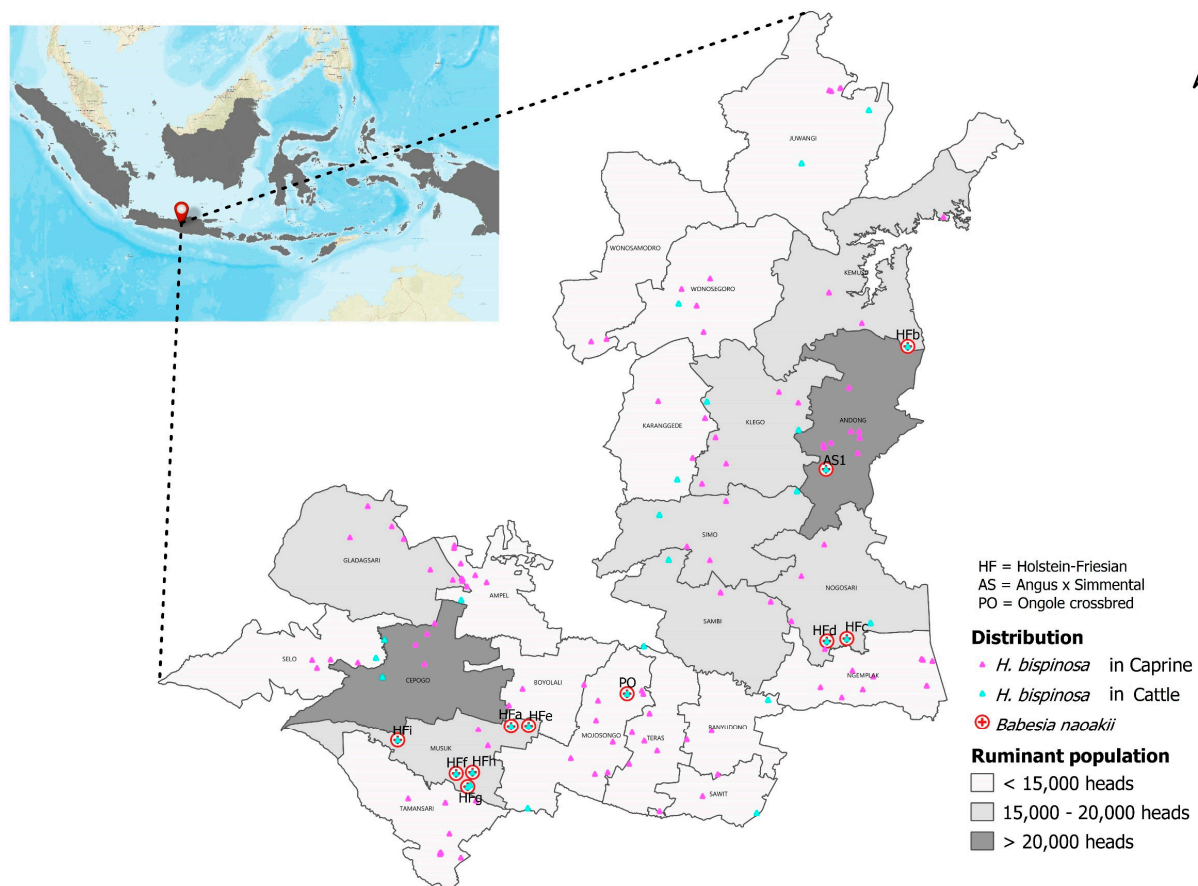 A
JUWANGI
WONOSAMODRO
WONOSEGORO
KEMUSU
HFb
KARANGGEDE
KLEGO
ANDONG
AS1
SIMO
GLADAGSARI
NOGOSARI
AMPEL
SAMBI
HFd
HFc
SELO
CEPOGO
NGEMPLAK
BOYOLALI
PO
HFa
HFe
MOJOSONGO
TERAS
BANYUDONO
HFi
MUSUK
HFf
HFh
HFg
TAMANSARI
SAWIT
HF = Holstein-Friesian
AS = Angus x Simmental
PO = Ongole crossbred
Distribution
H. bispinosa in Caprine
H. bispinosa in Cattle
Babesia naoakii
Ruminant population
< 15,000 heads
15,000 - 20,000 heads
> 20,000 heads